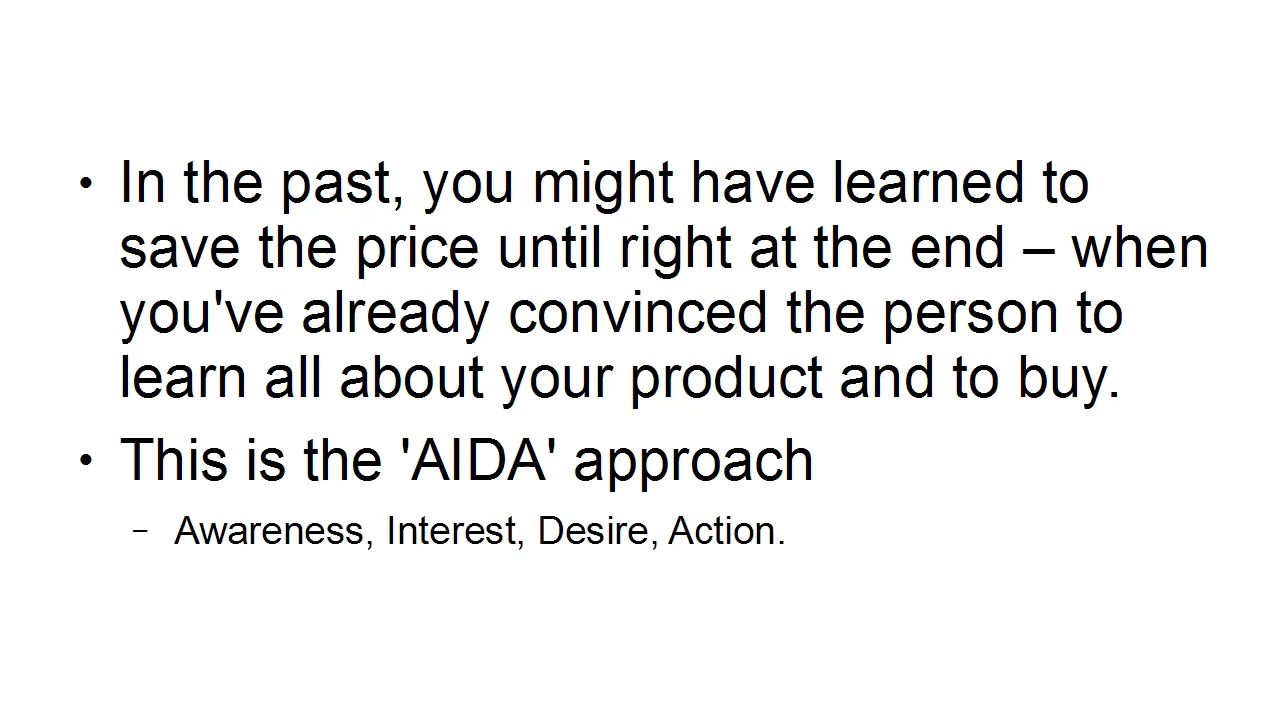 • In the past, you might have learned to
save the price until right at the end – when
you've already convinced the person to
learn all about your product and to buy.
• This is the 'AIDA' approach
– Awareness, Interest, Desire, Action.